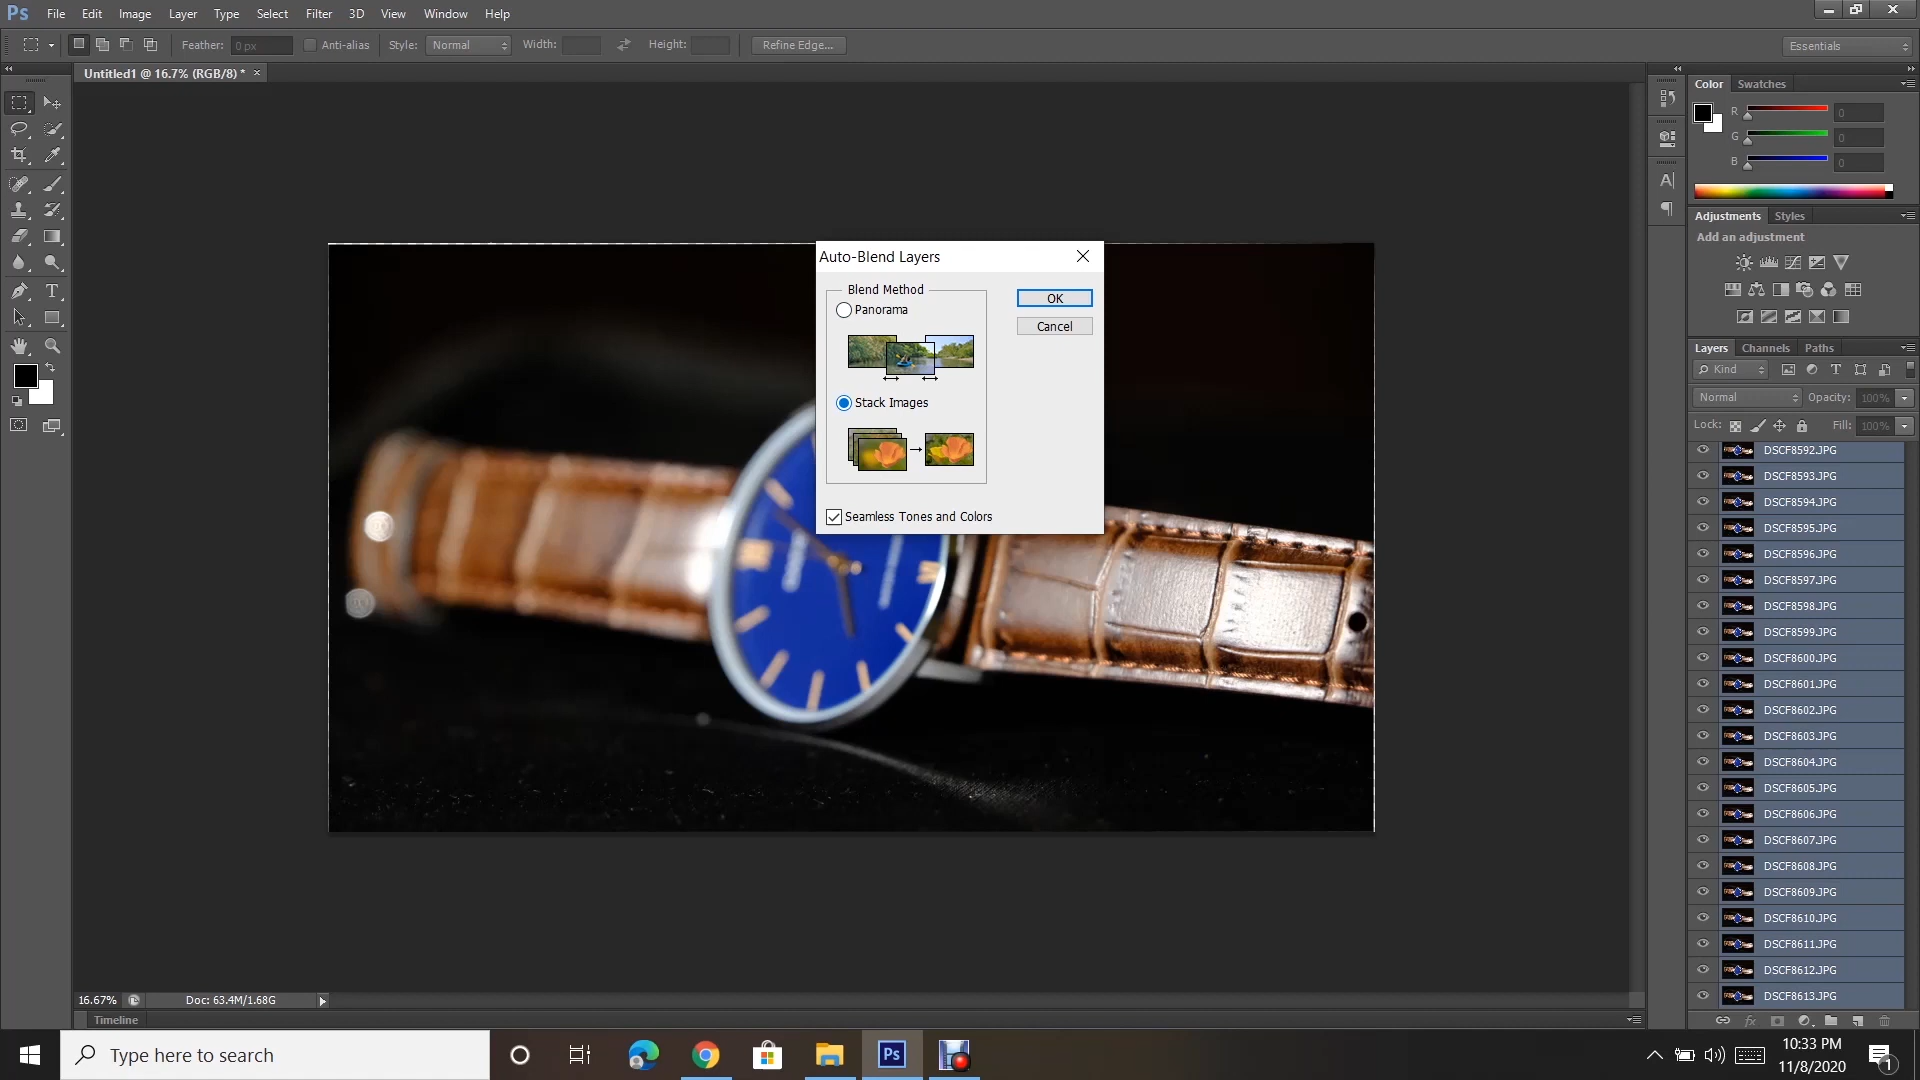 Ps File Edit Image Layer Type Select Filter 3D View Window Help
Feather: 0 px Anti-alias Style: Normal Width: Height: Refine Edge... Essentials
Untitled1 @ 16.7% (RGB/8) * ×
Color Swatches
R 0
G 0
B 0
Adjustments Styles
Add an adjustment
Auto-Blend Layers
Blend Method
Panorama
Stack Images
Seamless Tones and Colors
OK
Cancel
Layers Channels Paths
Kind
Normal Opacity: 100%
Lock: Fill: 100%
DSCF8592.JPG
DSCF8593.JPG
DSCF8594.JPG
DSCF8595.JPG
DSCF8596.JPG
DSCF8597.JPG
DSCF8598.JPG
DSCF8599.JPG
DSCF8600.JPG
DSCF8601.JPG
DSCF8602.JPG
DSCF8603.JPG
DSCF8604.JPG
DSCF8605.JPG
DSCF8606.JPG
DSCF8607.JPG
DSCF8608.JPG
DSCF8609.JPG
DSCF8610.JPG
DSCF8611.JPG
DSCF8612.JPG
DSCF8613.JPG
16.67% Doc: 63.4M/1.68G
Timeline
Type here to search
Ps
10:33 PM
11/8/2020
1